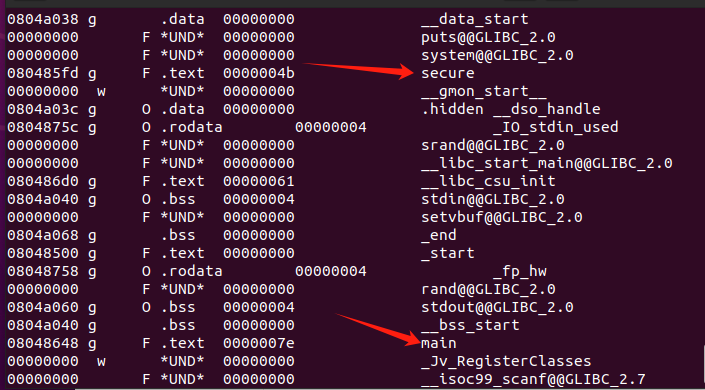 0804a038 g .data 00000000 __data_start
00000000 F *UND* 00000000 puts@@GLIBC_2.0
00000000 F *UND* 00000000 system@@GLIBC_2.0
080485fd g F .text 0000004b secure
00000000 w *UND* 00000000 __gmon_start__
0804a03c g O .data 00000000 .hidden __dso_handle
0804875c g O .rodata 00000004 _IO_stdin_used
00000000 F *UND* 00000000 srand@@GLIBC_2.0
00000000 F *UND* 00000000 __libc_start_main@@GLIBC_2.0
080486d0 g F .text 00000061 __libc_csu_init
0804a040 g O .bss 00000004 stdin@@GLIBC_2.0
00000000 F *UND* 00000000 setvbuf@@GLIBC_2.0
0804a068 g .bss 00000000 _end
08048500 g F .text 00000000 _start
08048758 g O .rodata 00000004 _fp_hw
00000000 F *UND* 00000000 rand@@GLIBC_2.0
0804a060 g O .bss 00000004 stdout@@GLIBC_2.0
0804a040 g .bss 00000000 __bss_start
08048648 g F .text 0000007e main
00000000 w *UND* 00000000 _Jv_RegisterClasses
00000000 F *UND* 00000000 __isoc99_scanf@@GLIBC_2.7